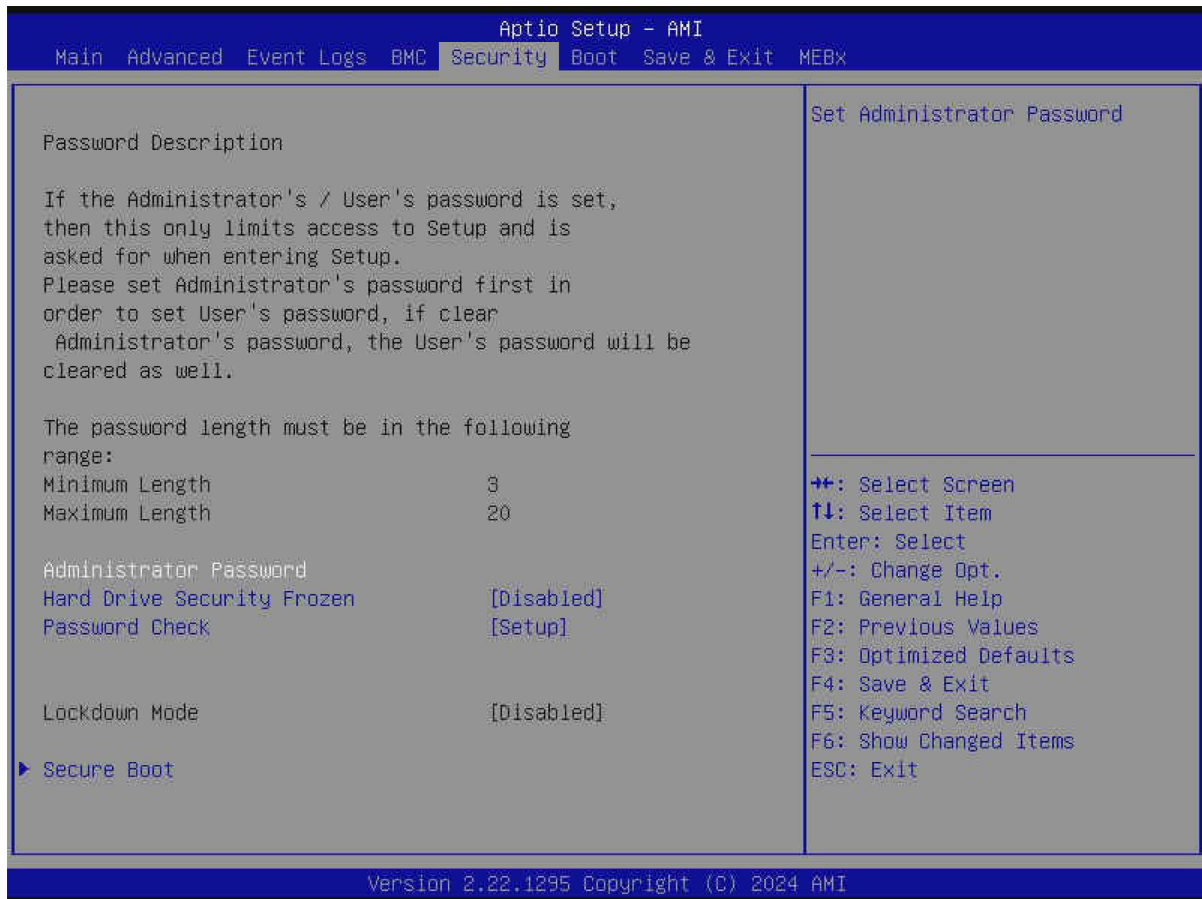 Aptio Setup – AMI
Main Advanced Event Logs BMC Security Boot Save & Exit MEBx
Password Description
If the Administrator's / User's password is set,
then this only limits access to Setup and is
asked for when entering Setup.
Please set Administrator's password first in
order to set User's password, if clear
Administrator's password, the User's password will be
cleared as well.
The password length must be in the following
range:
Minimum Length 3
Maximum Length 20
Administrator Password
Hard Drive Security Frozen [Disabled]
Password Check [Setup]
Lockdown Mode [Disabled]
Secure Boot
Set Administrator Password
→←: Select Screen
↑↓: Select Item
Enter: Select
+/-: Change Opt.
F1: General Help
F2: Previous Values
F3: Optimized Defaults
F4: Save & Exit
F5: Keyword Search
F6: Show Changed Items
ESC: Exit
Version 2.22.1295 Copyright (C) 2024 AMI